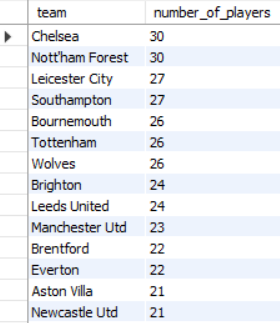 team number_of_players
Chelsea 30
Nott'ham Forest 30
Leicester City 27
Southampton 27
Bournemouth 26
Tottenham 26
Wolves 26
Brighton 24
Leeds United 24
Manchester Utd 23
Brentford 22
Everton 22
Aston Villa 21
Newcastle Utd 21